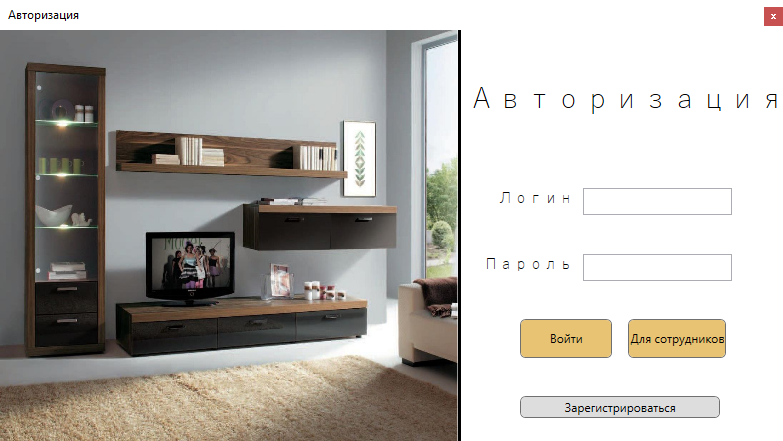 Авторизация
x
Авторизация
Логин
Пароль
Войти
Для сотрудников
Зарегистрироваться